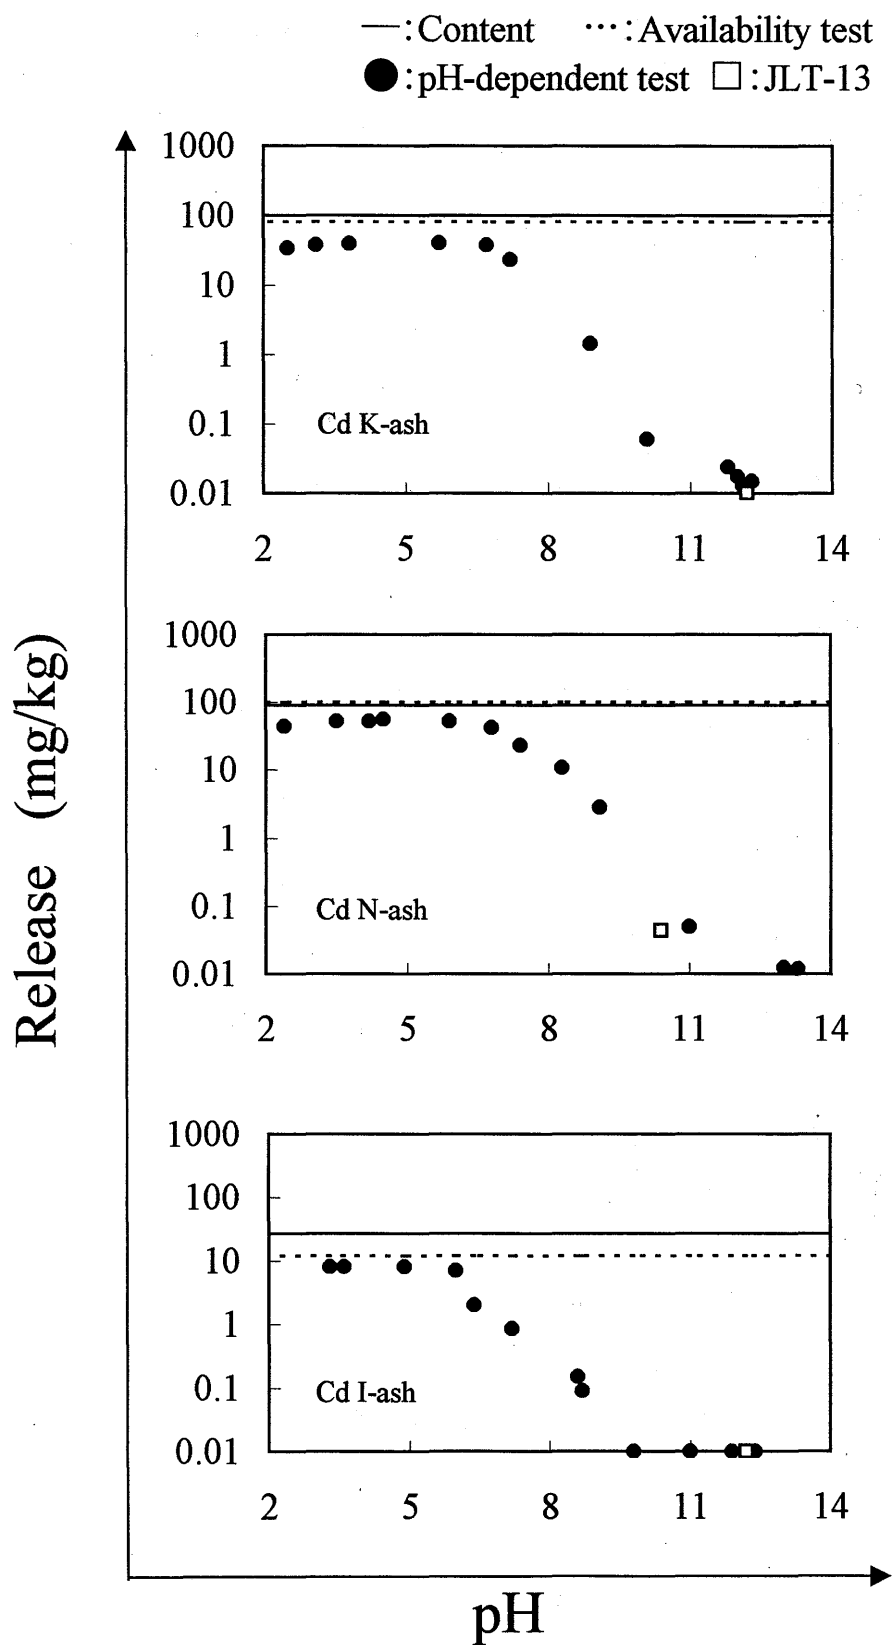 —:Content ⋯:Availability test
●:pH-dependent test □:JLT-13
1000
100
10
1
0.1
0.01
Cd K-ash
2 5 8 11 14
1000
100
10
1
0.1
0.01
Cd N-ash
2 5 8 11 14
1000
100
10
1
0.1
0.01
Cd I-ash
2 5 8 11 14
Release (mg/kg)
pH